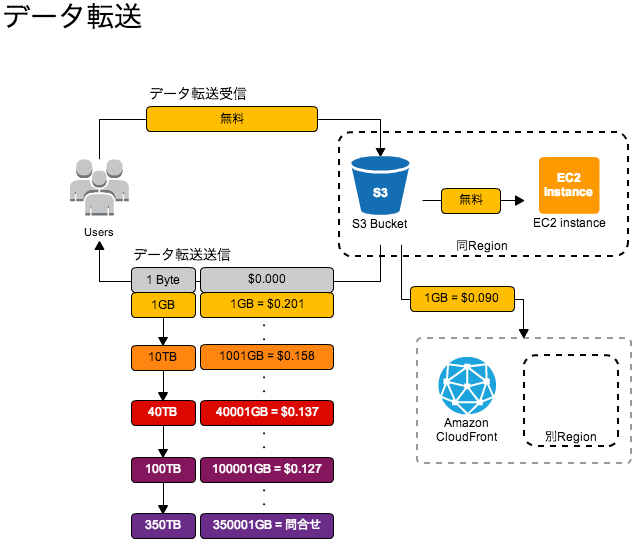 データ転送
データ転送受信
無料
S3
S3 Bucket
無料
EC2
Instance
EC2 instance
同Region
Users
データ転送送信
1 Byte
$0.000
1GB
1GB = $0.201
10TB
1001GB = $0.158
40TB
40001GB = $0.137
100TB
100001GB = $0.127
350TB
350001GB = 問合せ
1GB = $0.090
Amazon
CloudFront
別Region